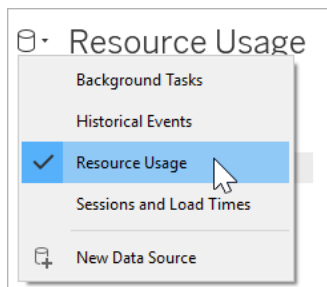 Resource Usage
Background Tasks
Historical Events
Resource Usage
Sessions and Load Times
New Data Source